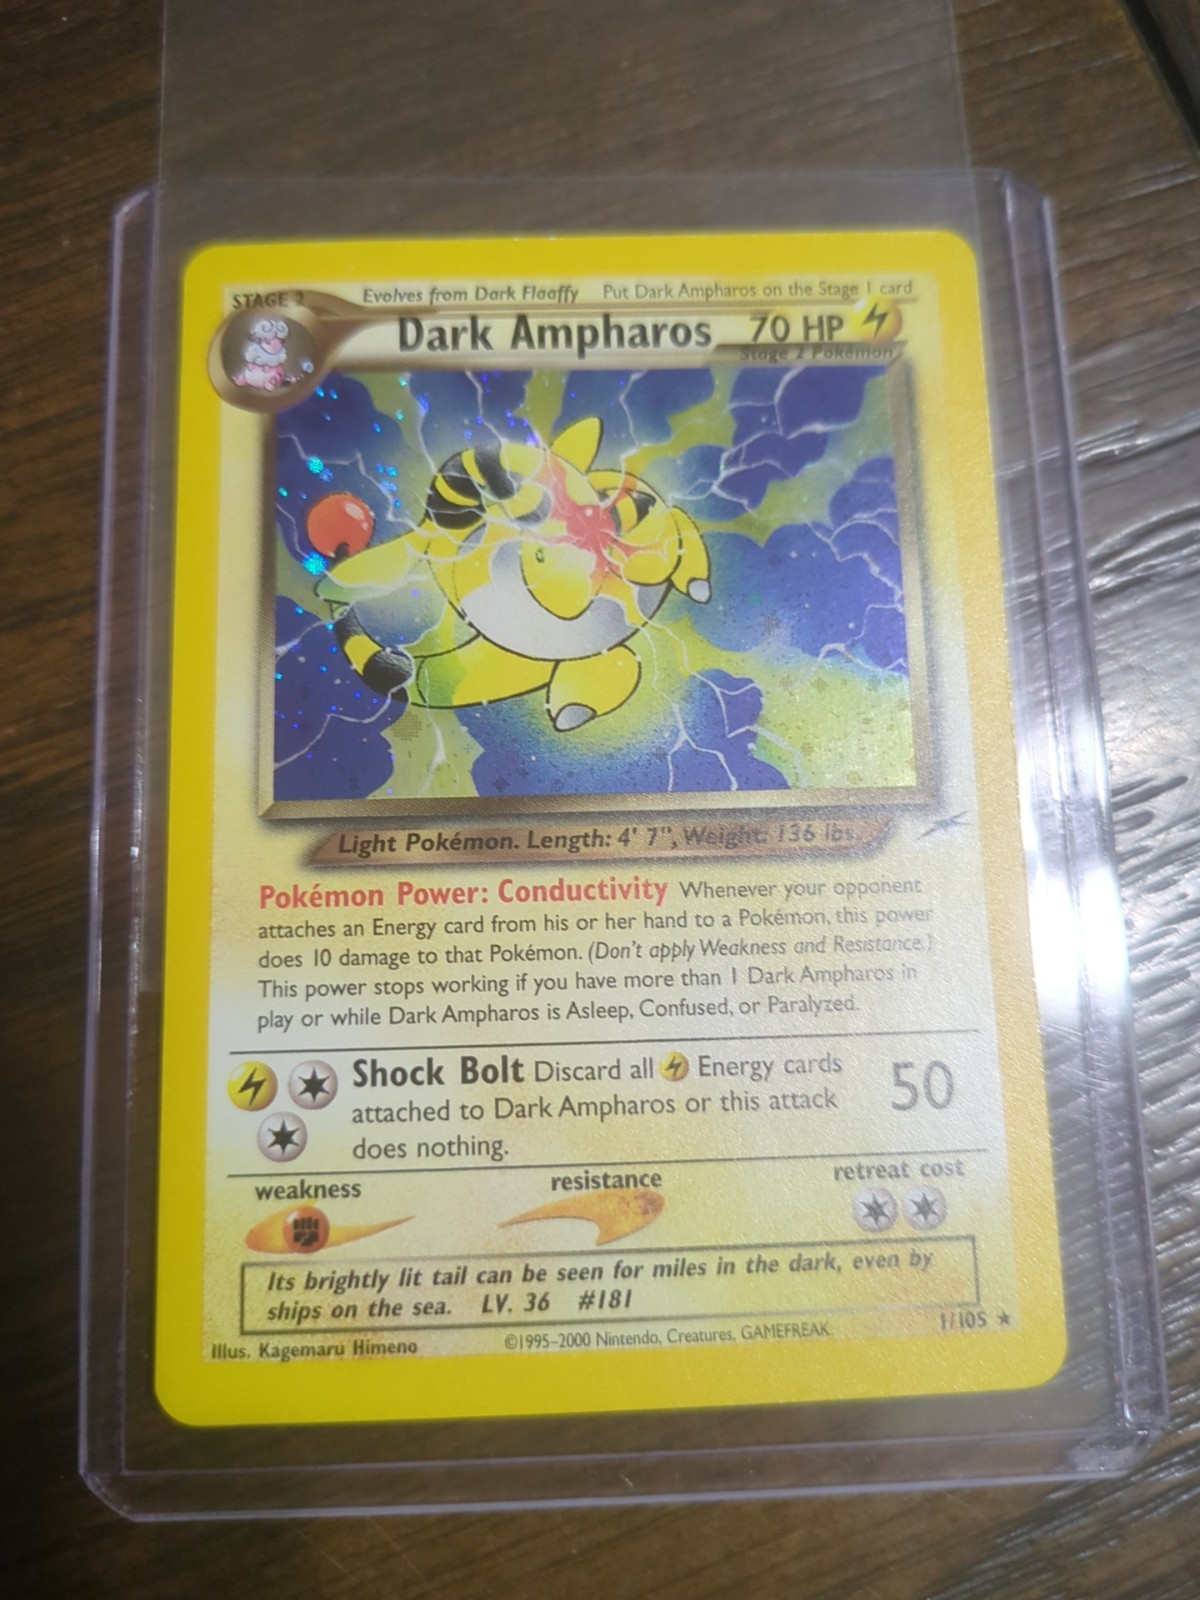 STAGE 2
Evolves from Dark Flaaffy Put Dark Ampharos on the Stage 1 card
Dark Ampharos 70 HP
Stage 2 Pokémon
Light Pokémon. Length: 4' 7", Weight: 136 lbs.
Pokémon Power: Conductivity Whenever your opponent
attaches an Energy card from his or her hand to a Pokémon, this power
does 10 damage to that Pokémon. (Don't apply Weakness and Resistance.)
This power stops working if you have more than 1 Dark Ampharos in
play or while Dark Ampharos is Asleep, Confused, or Paralyzed.
Shock Bolt Discard all Energy cards 50
attached to Dark Ampharos or this attack
does nothing.
weakness resistance retreat cost
Its brightly lit tail can be seen for miles in the dark, even by
ships on the sea. LV. 36 #181
Illus. Kagemaru Himeno ©1995-2000 Nintendo, Creatures, GAMEFREAK 1/105 ★